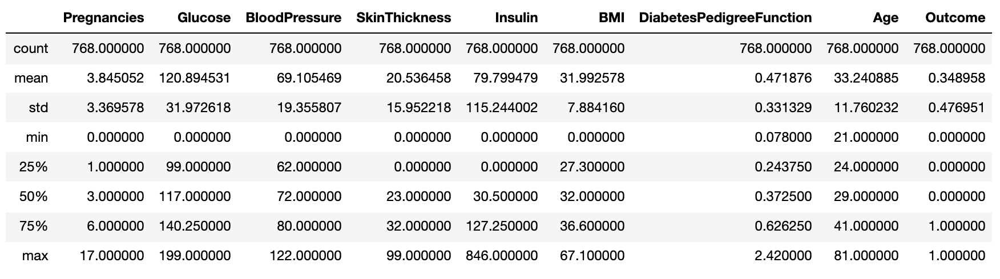 Pregnancies Glucose BloodPressure SkinThickness Insulin BMI DiabetesPedigreeFunction Age Outcome
count 768.000000 768.000000 768.000000 768.000000 768.000000 768.000000 768.000000 768.000000 768.000000
mean 3.845052 120.894531 69.105469 20.536458 79.799479 31.992578 0.471876 33.240885 0.348958
std 3.369578 31.972618 19.355807 15.952218 115.244002 7.884160 0.331329 11.760232 0.476951
min 0.000000 0.000000 0.000000 0.000000 0.000000 0.000000 0.078000 21.000000 0.000000
25% 1.000000 99.000000 62.000000 0.000000 0.000000 27.300000 0.243750 24.000000 0.000000
50% 3.000000 117.000000 72.000000 23.000000 30.500000 32.000000 0.372500 29.000000 0.000000
75% 6.000000 140.250000 80.000000 32.000000 127.250000 36.600000 0.626250 41.000000 1.000000
max 17.000000 199.000000 122.000000 99.000000 846.000000 67.100000 2.420000 81.000000 1.000000